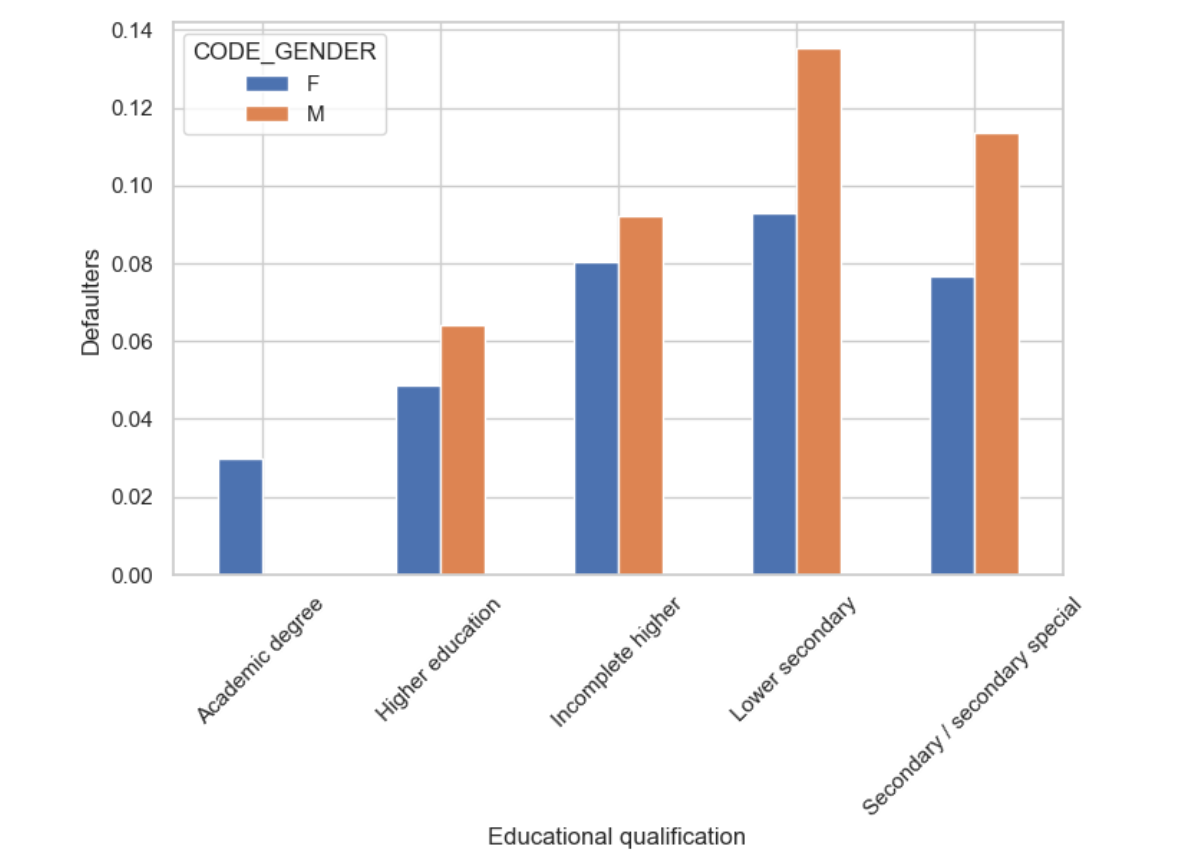 0.14
0.12
0.10
0.08
0.06
0.04
0.02
0.00
Defaulters
CODE_GENDER
F
M
Academic degree
Higher education
Incomplete higher
Lower secondary
Secondary / secondary special
Educational qualification